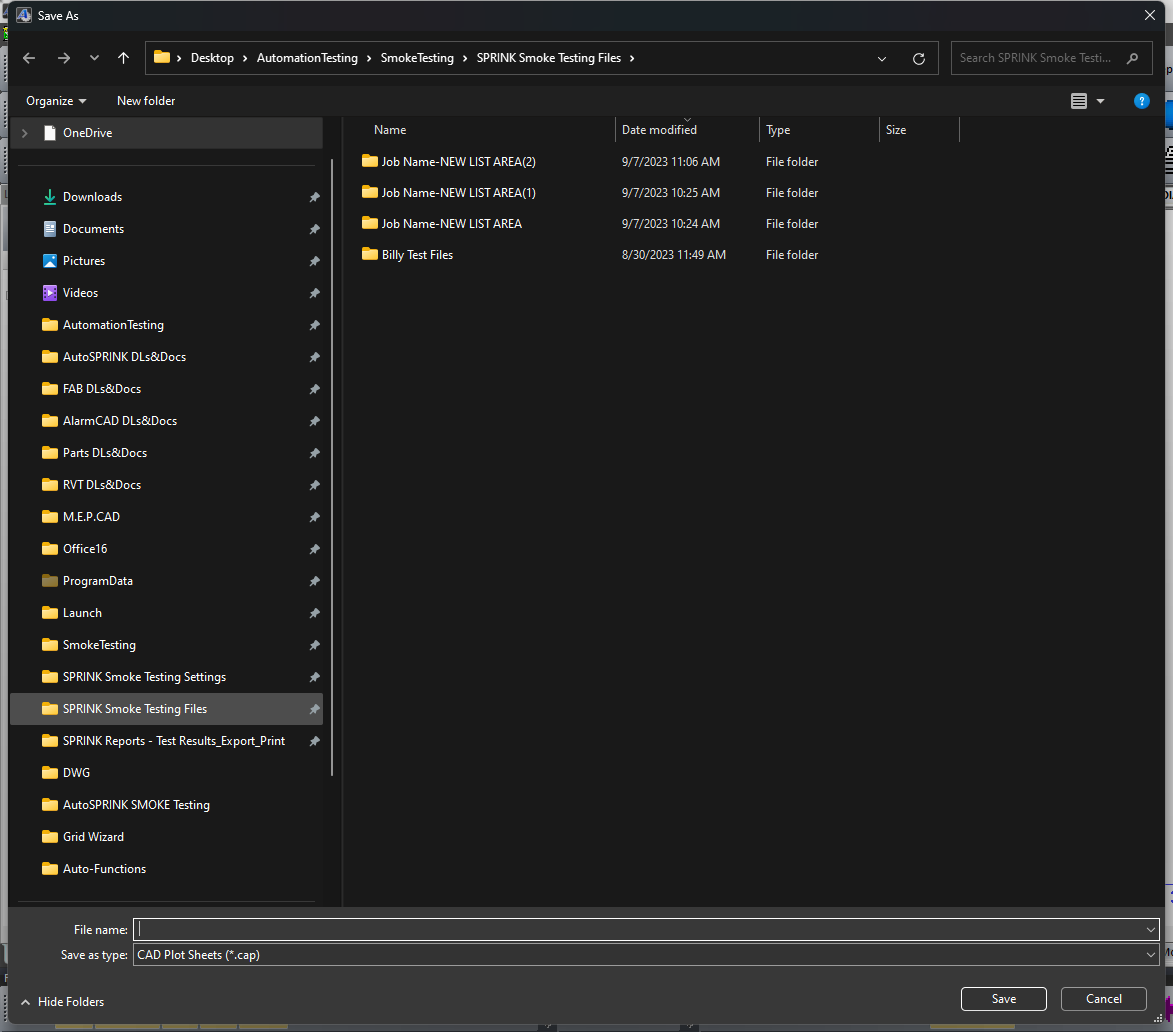 Save As
Desktop > AutomationTesting > SmokeTesting > SPRINK Smoke Testing Files >
Search SPRINK Smoke Testi...
Organize
New folder
?
OneDrive
Downloads
Documents
Pictures
Videos
AutomationTesting
AutoSPRINK DLs&Docs
FAB DLs&Docs
AlarmCAD DLs&Docs
Parts DLs&Docs
RVT DLs&Docs
M.E.P.CAD
Office16
ProgramData
Launch
SmokeTesting
SPRINK Smoke Testing Settings
SPRINK Smoke Testing Files
SPRINK Reports - Test Results_Export_Print
DWG
AutoSPRINK SMOKE Testing
Grid Wizard
Auto-Functions
Name Date modified Type Size
Job Name-NEW LIST AREA(2) 9/7/2023 11:06 AM File folder
Job Name-NEW LIST AREA(1) 9/7/2023 10:25 AM File folder
Job Name-NEW LIST AREA 9/7/2023 10:24 AM File folder
Billy Test Files 8/30/2023 11:49 AM File folder
File name:
Save as type: CAD Plot Sheets (*.cap)
Hide Folders
Save
Cancel